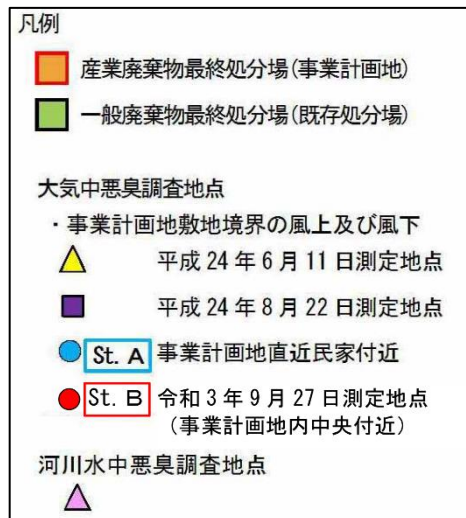 凡例
産業廃棄物最終処分場(事業計画地)
一般廃棄物最終処分場(既存処分場)
大気中悪臭調査地点
・事業計画地敷地境界の風上及び風下
平成24年6月11日測定地点
平成24年8月22日測定地点
St. A 事業計画地直近民家付近
St. B 令和3年9月27日測定地点
(事業計画地内中央付近)
河川水中悪臭調査地点